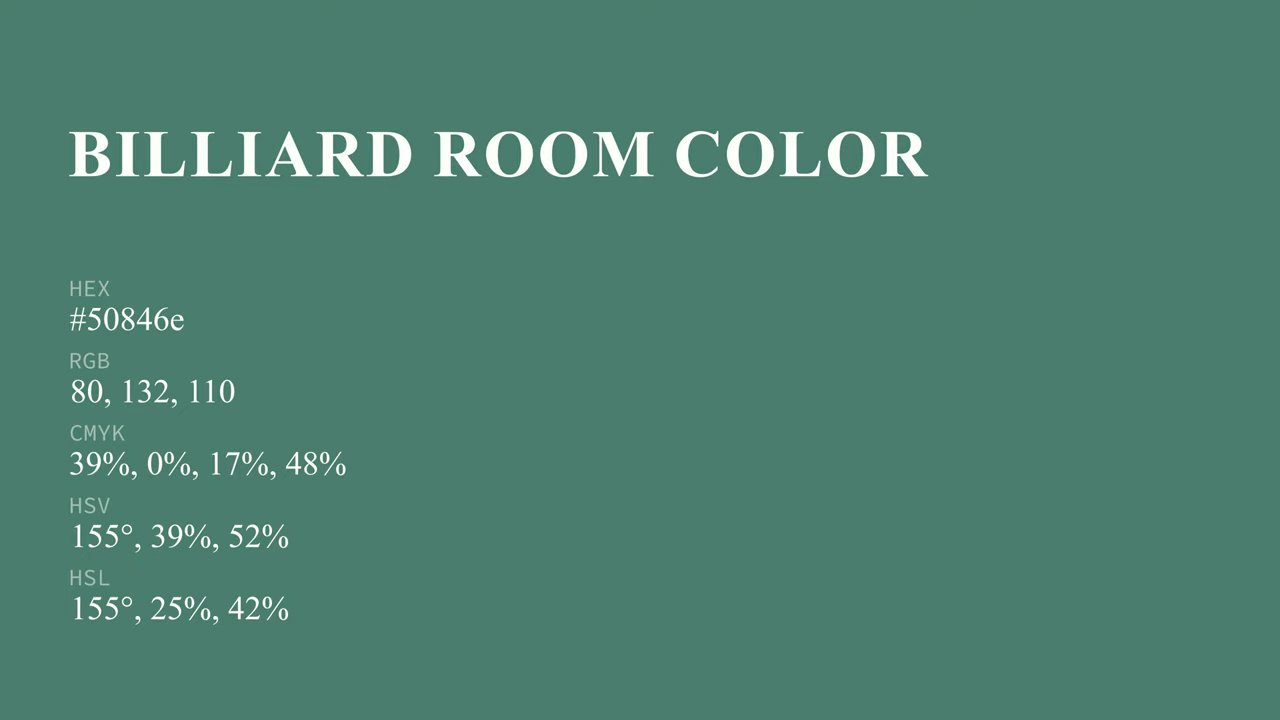 BILLIARD ROOM COLOR
HEX
#50846e
RGB
80, 132, 110
CMYK
39%, 0%, 17%, 48%
HSV
155°, 39%, 52%
HSL
155°, 25%, 42%